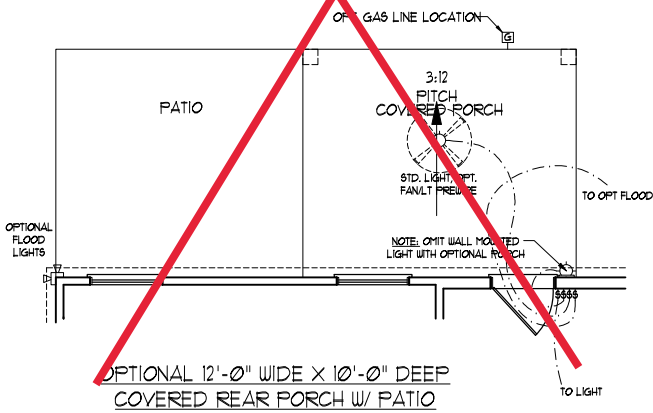 OPT. GAS LINE LOCATION
G
3:12
PITCH
COVERED PORCH
PATIO
STD. LIGHT, OPT.
FAN/LT PREWIRE
TO OPT FLOOD
OPTIONAL
FLOOD
LIGHTS
NOTE: OMIT WALL MOUNTED
LIGHT WITH OPTIONAL PORCH
$$$$
OPTIONAL 12'-0" WIDE X 10'-0" DEEP
COVERED REAR PORCH W/ PATIO
TO LIGHT